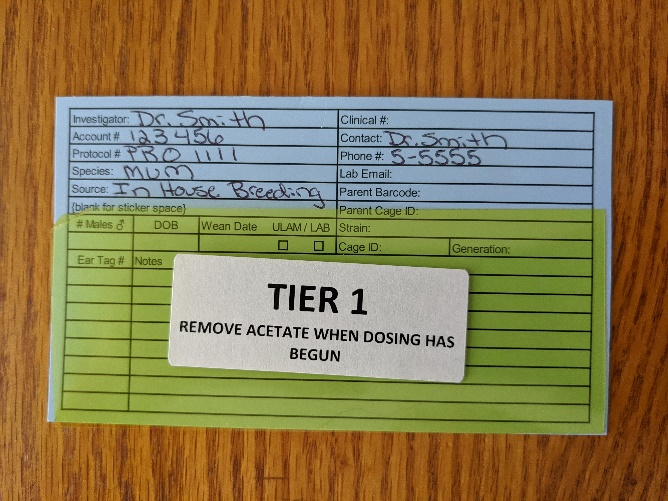 Investigator: Dr. Smith
Clinical #:
Account # 123456
Contact: Dr. Smith
Protocol # PRO 1111
Phone #: 5-5555
Species: MUM
Lab Email:
Source: In House Breeding
Parent Barcode:
{blank for sticker space}
Parent Cage ID:
# Males ♂ DOB Wean Date ULAM / LAB
Strain:
Cage ID: Generation:
Ear Tag # Notes
TIER 1
REMOVE ACETATE WHEN DOSING HAS
BEGUN